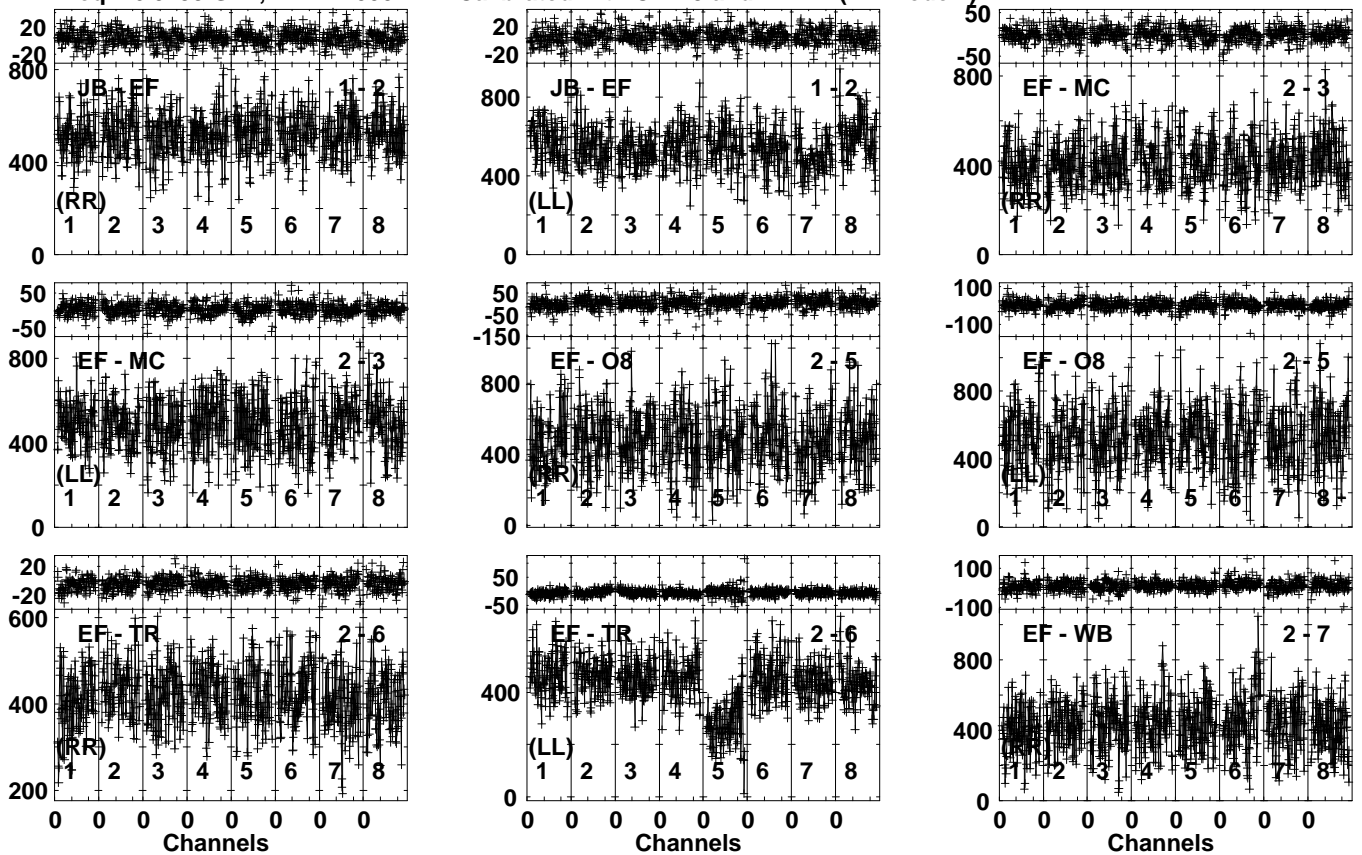 20
-20
800
JB - EF 1 - 2
400
(RR)
1 2 3 4 5 6 7 8
0
20
-20
800
JB - EF 1 - 2
400
(LL)
1 2 3 4 5 6 7 8
0
50
-50
800
EF - MC 2 - 3
400
(RR)
1 2 3 4 5 6 7 8
0
50
-50
800
EF - MC 2 - 3
400
(LL)
1 2 3 4 5 6 7 8
0
50
-50
-150
EF - O8 2 - 5
800
400
(RR)
1 2 3 4 5 6 7 8
0
100
-100
EF - O8 2 - 5
800
400
(LL)
1 2 3 4 5 6 7 8
0
20
-20
600
EF - TR 2 - 6
400
(RR)
1 2 3 4 5 6 7 8
200
0 0 0 0 0 0 0 0
Channels
50
-50
EF - TR 2 - 6
400
(LL)
1 2 3 4 5 6 7 8
0
0 0 0 0 0 0 0 0
Channels
100
-100
EF - WB 2 - 7
800
400
(RR
1 2 3 4 5 6 7 8
0
0 0 0 0 0 0 0 0
Channels